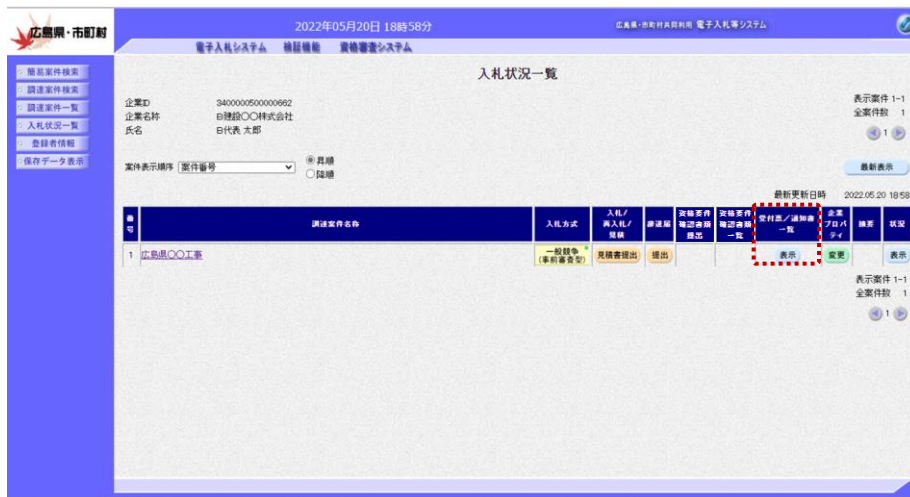 広島県・市町村
2022年05月20日 18時58分
広島県・市町村共同利用 電子入札等システム
電子入札システム 検証機能 資格審査システム
簡易案件検索
調達案件検索
調達案件一覧
入札状況一覧
登録者情報
保存データ表示
入札状況一覧
企業ID 3400000500000662
企業名称 B建設〇〇株式会社
氏名 B代表 太郎
表示案件 1-1
全案件数 1
1
案件表示順序 案件番号
昇順
降順
最新表示
最新更新日時 2022.05.20 18:58
番号 調達案件名称 入札方式 入札/再入札/見積 辞退届 資格要件確認書類提出 資格要件確認書類一覧 受付票/通知書一覧 企業プロパティ 摘要 状況
1 広島県〇〇工事 一般競争(事前審査型) 見積書提出 提出 表示 変更 表示
表示案件 1-1
全案件数 1
1